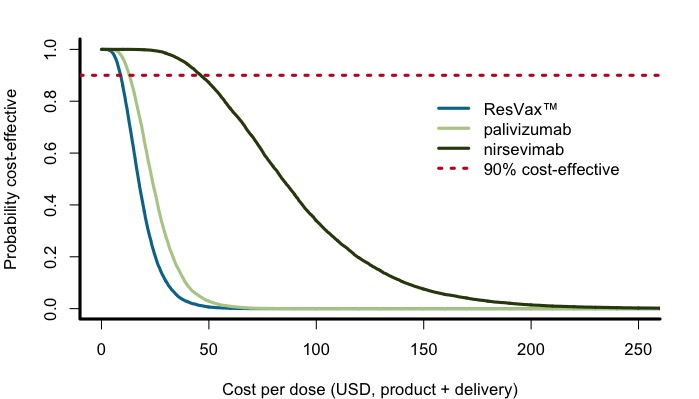 1.0
0.8
0.6
0.4
0.2
0.0
Probability cost-effective
ResVax™
palivizumab
nirsevimab
90% cost-effective
0 50 100 150 200 250
Cost per dose (USD, product + delivery)